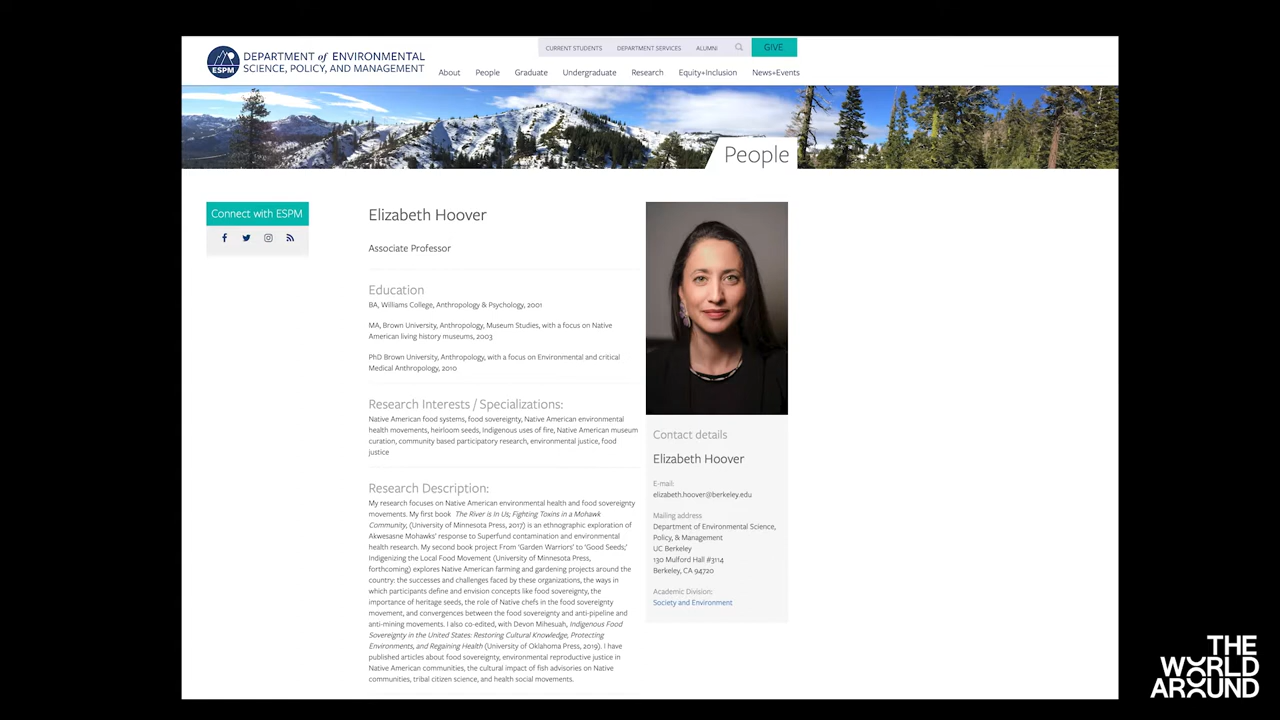 CURRENT STUDENTS DEPARTMENT SERVICES ALUMNI GIVE
ESPM
DEPARTMENT of ENVIRONMENTAL
SCIENCE, POLICY, AND MANAGEMENT
About People Graduate Undergraduate Research Equity+Inclusion News+Events
People
Connect with ESPM
Elizabeth Hoover
Associate Professor
Education
BA, Williams College, Anthropology & Psychology, 2001
MA, Brown University, Anthropology, Museum Studies, with a focus on Native
American living history museums, 2003
PhD Brown University, Anthropology, with a focus on Environmental and critical
Medical Anthropology, 2010
Research Interests / Specializations:
Native American food systems, food sovereignty, Native American environmental
health movements, heirloom seeds, Indigenous uses of fire, Native American museum
curation, community based participatory research, environmental justice, food
justice
Research Description:
My research focuses on Native American environmental health and food sovereignty
movements. My first book The River is In Us; Fighting Toxins in a Mohawk
Community, (University of Minnesota Press, 2017) is an ethnographic exploration of
Akwesasne Mohawks' response to Superfund contamination and environmental
health research. My second book project From 'Garden Warriors' to 'Good Seeds;'
Indigenizing the Local Food Movement (University of Minnesota Press,
forthcoming) explores Native American farming and gardening projects around the
country: the successes and challenges faced by these organizations, the ways in
which participants define and envision concepts like food sovereignty, the
importance of heritage seeds, the role of Native chefs in the food sovereignty
movement, and convergences between the food sovereignty and anti-pipeline and
anti-mining movements. I also co-edited, with Devon Mihesuah, Indigenous Food
Sovereignty in the United States: Restoring Cultural Knowledge, Protecting
Environments, and Regaining Health (University of Oklahoma Press, 2019). I have
published articles about food sovereignty, environmental reproductive justice in
Native American communities, the cultural impact of fish advisories on Native
communities, tribal citizen science, and health social movements.
Contact details
Elizabeth Hoover
E-mail:
elizabeth.hoover@berkeley.edu
Mailing address
Department of Environmental Science,
Policy, & Management
UC Berkeley
130 Mulford Hall #3114
Berkeley, CA 94720
Academic Division:
Society and Environment
THE
WORLD
AROUND